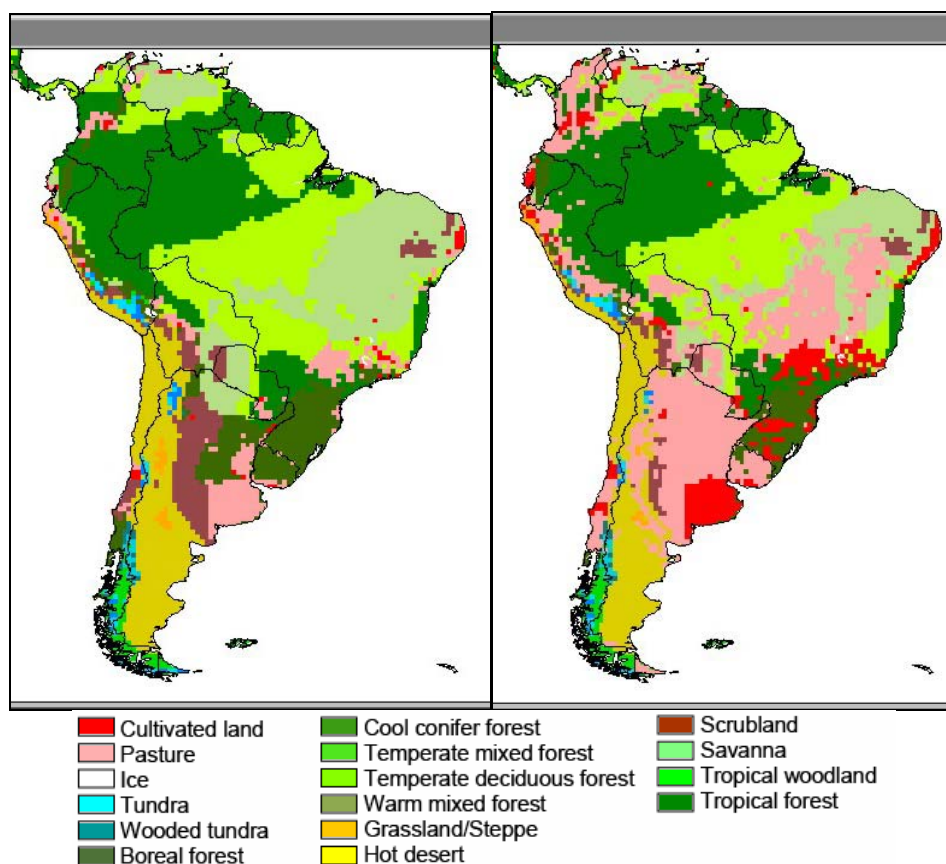 Cultivated land
Pasture
Ice
Tundra
Wooded tundra
Boreal forest
Cool conifer forest
Temperate mixed forest
Temperate deciduous forest
Warm mixed forest
Grassland/Steppe
Hot desert
Scrubland
Savanna
Tropical woodland
Tropical forest